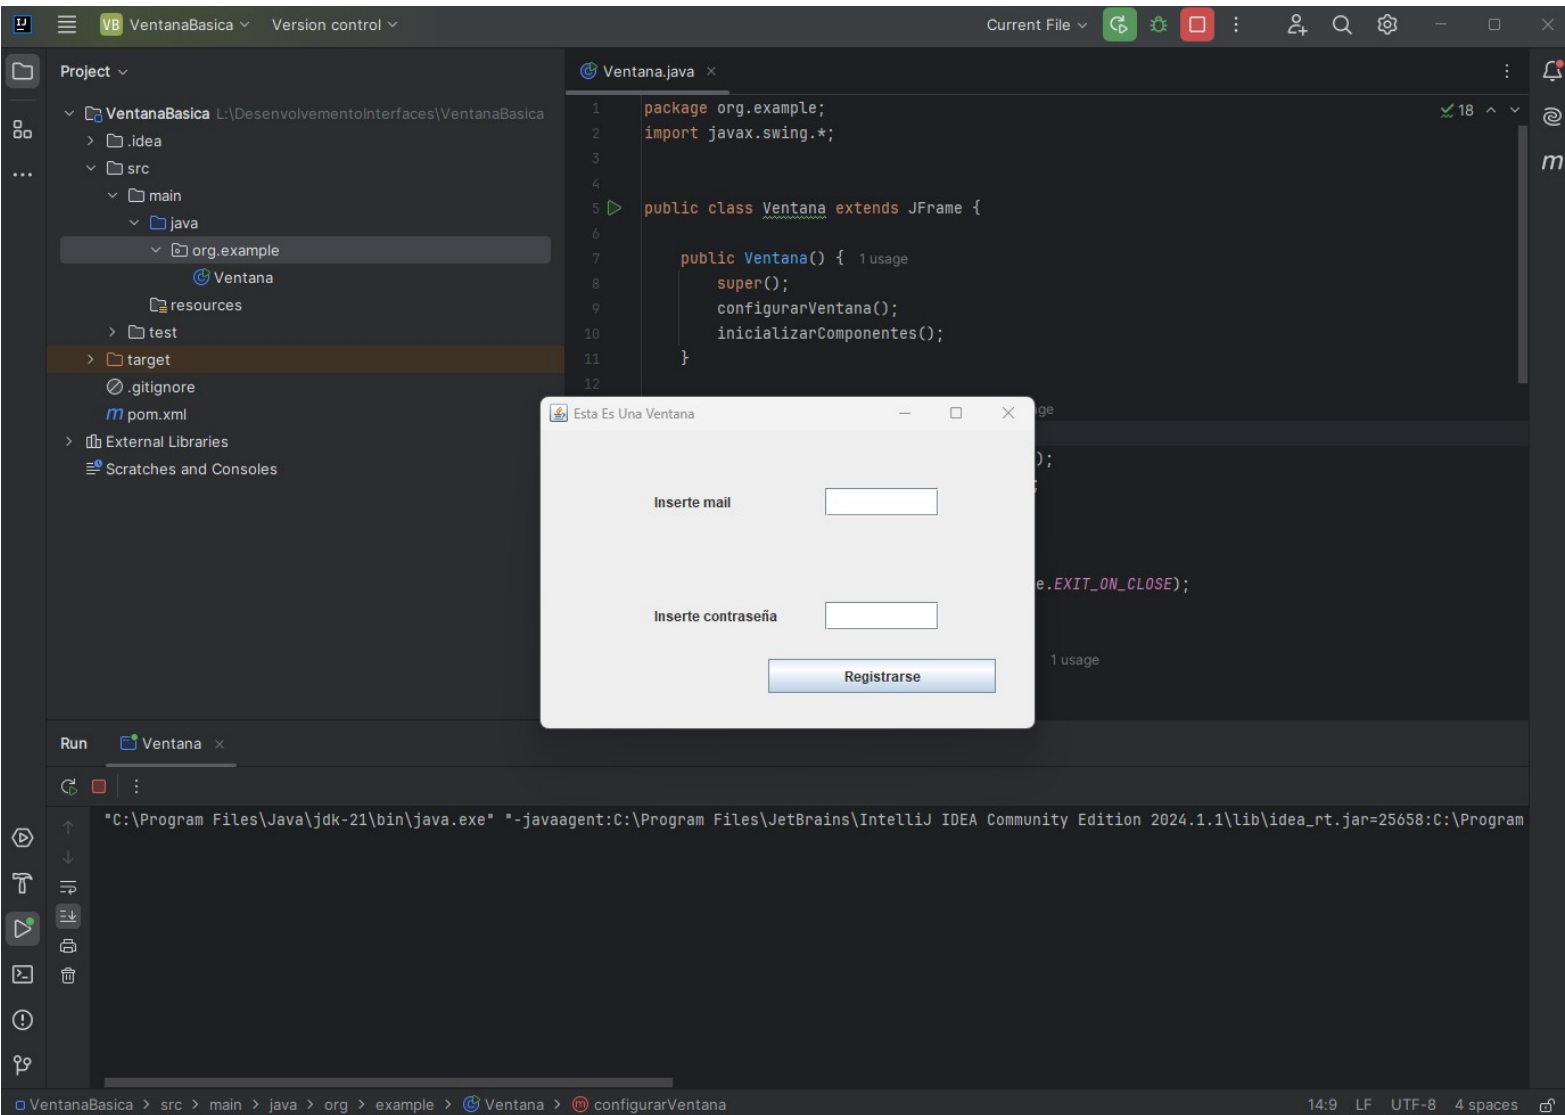 VB VentanaBasica Version control Current File
Project
VentanaBasica L:\DesenvolvementoInterfaces\VentanaBasica
.idea
src
main
java
org.example
Ventana
resources
test
target
.gitignore
pom.xml
External Libraries
Scratches and Consoles
Ventana.java
18
1 package org.example;
2 import javax.swing.*;
3
4
5 public class Ventana extends JFrame {
6
7 public Ventana() { 1 usage
8 super();
9 configurarVentana();
10 inicializarComponentes();
11 }
12
);
;
e.EXIT_ON_CLOSE);
1 usage
Esta Es Una Ventana
Inserte mail
Inserte contraseña
Registrarse
Run Ventana
"C:\Program Files\Java\jdk-21\bin\java.exe" "-javaagent:C:\Program Files\JetBrains\IntelliJ IDEA Community Edition 2024.1.1\lib\idea_rt.jar=25658:C:\Program
VentanaBasica > src > main > java > org > example > Ventana > configurarVentana 14:9 LF UTF-8 4 spaces